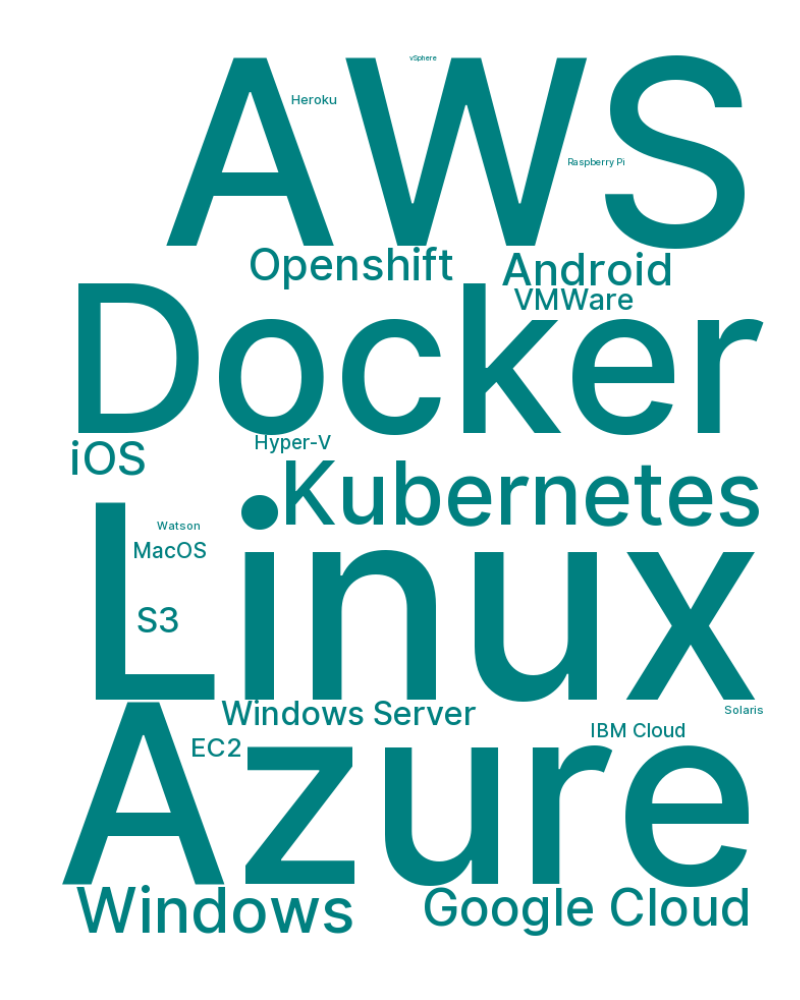 vSphere
AWS
Heroku
Raspberry Pi
Openshift
Android
VMWare
Docker
Hyper-V
iOS
Kubernetes
Watson
MacOS
Linux
S3
Solaris
Windows Server
IBM Cloud
EC2
Azure
Windows
Google Cloud